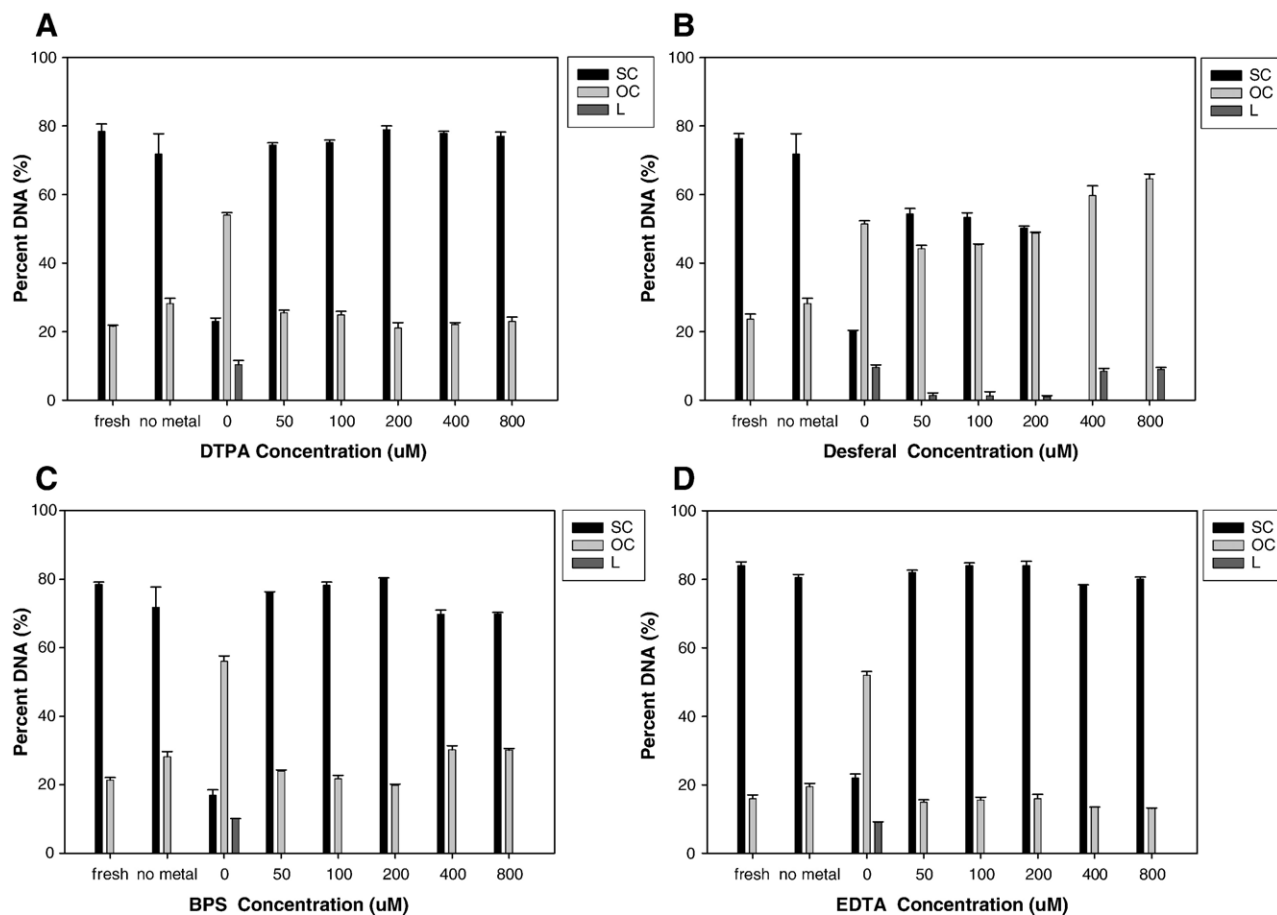 A
100
80
60
40
20
0
Percent DNA (%)
SC
OC
L
fresh no metal 0 50 100 200 400 800
DTPA Concentration (uM)
B
100
80
60
40
20
0
Percent DNA (%)
SC
OC
L
fresh no metal 0 50 100 200 400 800
Desferal Concentration (uM)
C
100
80
60
40
20
0
Percent DNA (%)
SC
OC
L
fresh no metal 0 50 100 200 400 800
BPS Concentration (uM)
D
100
80
60
40
20
0
Percent DNA (%)
SC
OC
L
fresh no metal 0 50 100 200 400 800
EDTA Concentration (uM)